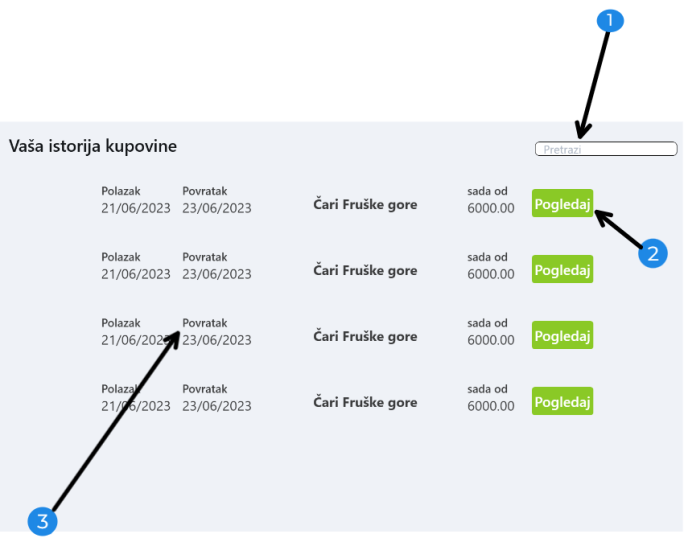 1
Vaša istorija kupovine
Pretrazi
Polazak Povratak sada od
21/06/2023 23/06/2023 Čari Fruške gore 6000.00 Pogledaj
2
Polazak Povratak sada od
21/06/2023 23/06/2023 Čari Fruške gore 6000.00 Pogledaj
Polazak Povratak sada od
21/06/2023 23/06/2023 Čari Fruške gore 6000.00 Pogledaj
Polazak Povratak sada od
21/06/2023 23/06/2023 Čari Fruške gore 6000.00 Pogledaj
3